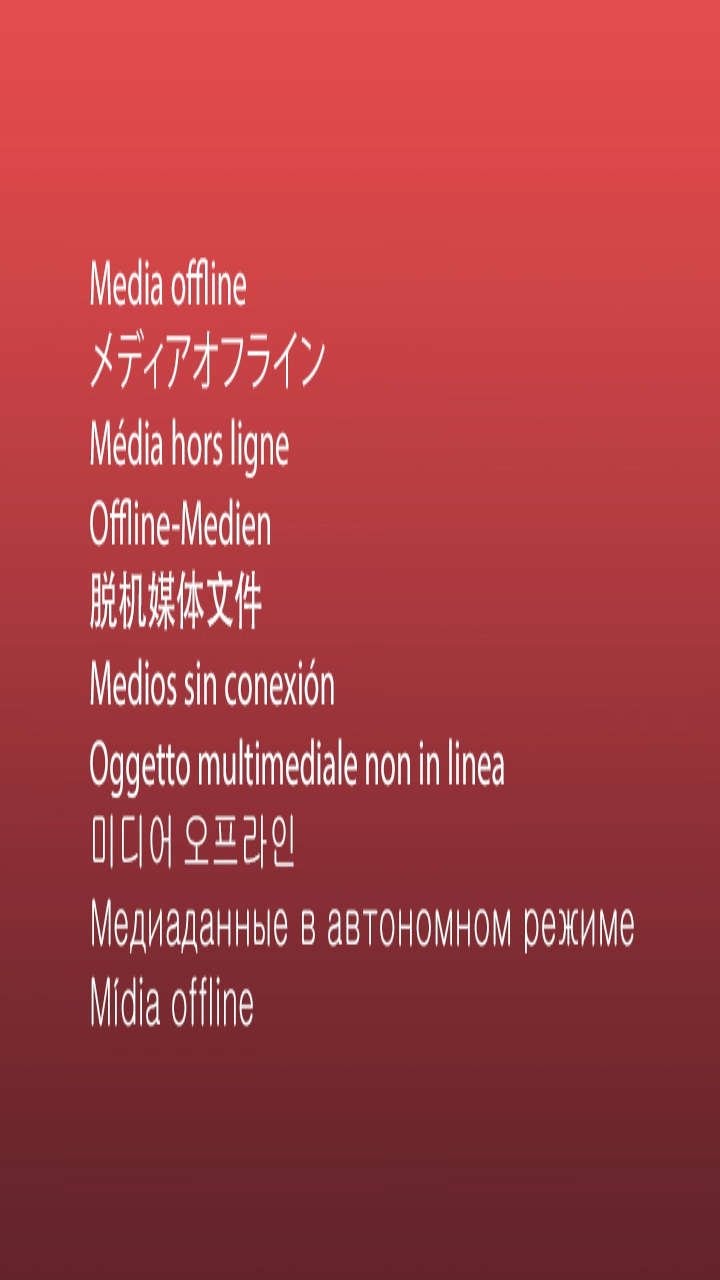 Media offline
メディアオフライン
Média hors ligne
Offline-Medien
脱机媒体文件
Medios sin conexión
Oggetto multimediale non in linea
미디어 오프라인
Медиаданные в автономном режиме
Mídia offline